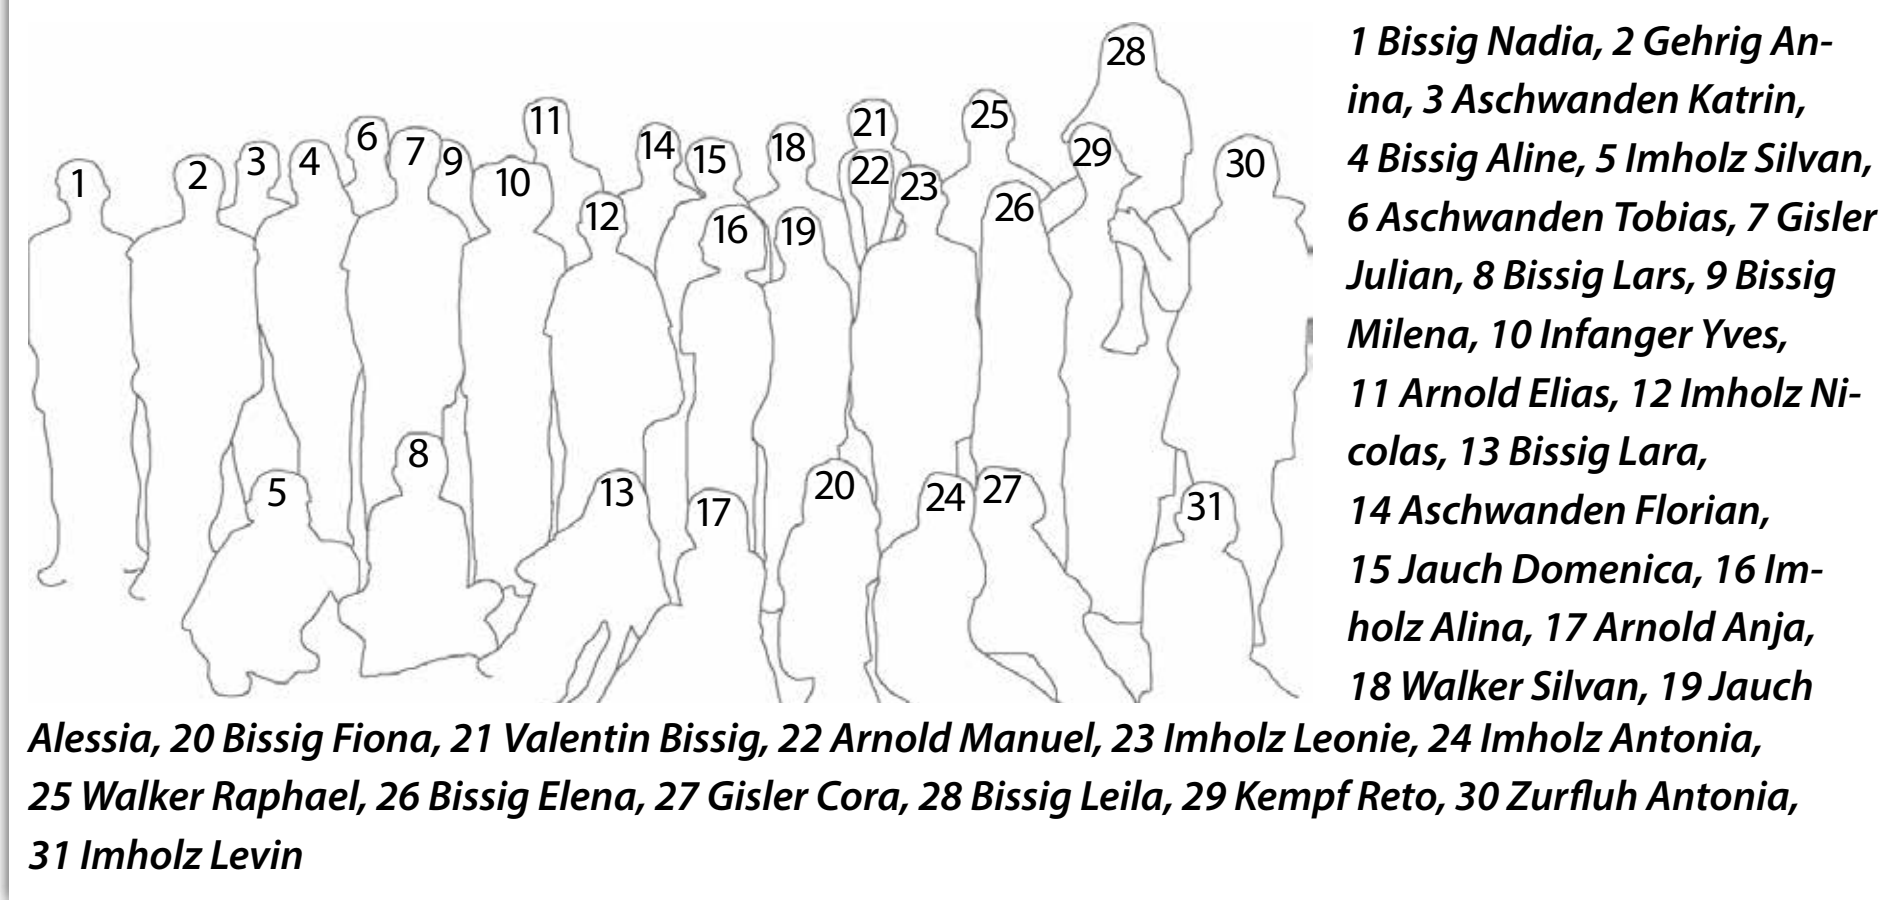 28
11
25
21
6
7
14
18
3
4
9
15
29
30
1
2
10
22
23
12
16
19
26
8
5
13
17
20
24
27
31
1 Bissig Nadia, 2 Gehrig An-
ina, 3 Aschwanden Katrin,
4 Bissig Aline, 5 Imholz Silvan,
6 Aschwanden Tobias, 7 Gisler
Julian, 8 Bissig Lars, 9 Bissig
Milena, 10 Infanger Yves,
11 Arnold Elias, 12 Imholz Ni-
colas, 13 Bissig Lara,
14 Aschwanden Florian,
15 Jauch Domenica, 16 Im-
holz Alina, 17 Arnold Anja,
18 Walker Silvan, 19 Jauch
Alessia, 20 Bissig Fiona, 21 Valentin Bissig, 22 Arnold Manuel, 23 Imholz Leonie, 24 Imholz Antonia,
25 Walker Raphael, 26 Bissig Elena, 27 Gisler Cora, 28 Bissig Leila, 29 Kempf Reto, 30 Zurfluh Antonia,
31 Imholz Levin